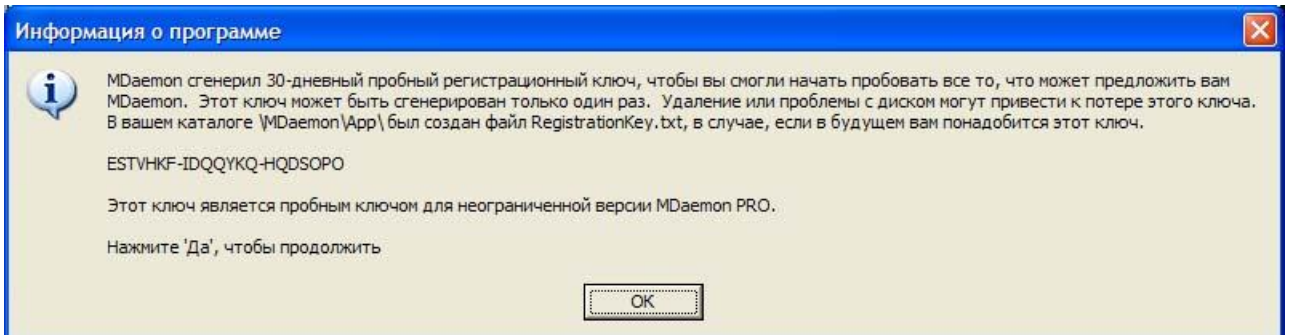 Информация о программе
MDaemon сгенерил 30-дневный пробный регистрационный ключ, чтобы вы смогли начать пробовать все то, что может предложить вам
MDaemon. Этот ключ может быть сгенерирован только один раз. Удаление или проблемы с диском могут привести к потере этого ключа.
В вашем каталоге \MDaemon\App\ был создан файл RegistrationKey.txt, в случае, если в будущем вам понадобится этот ключ.
ESTVHKF-IDQQYKQ-HQDSOPO
Этот ключ является пробным ключом для неограниченной версии MDaemon PRO.
Нажмите 'Да', чтобы продолжить
OK